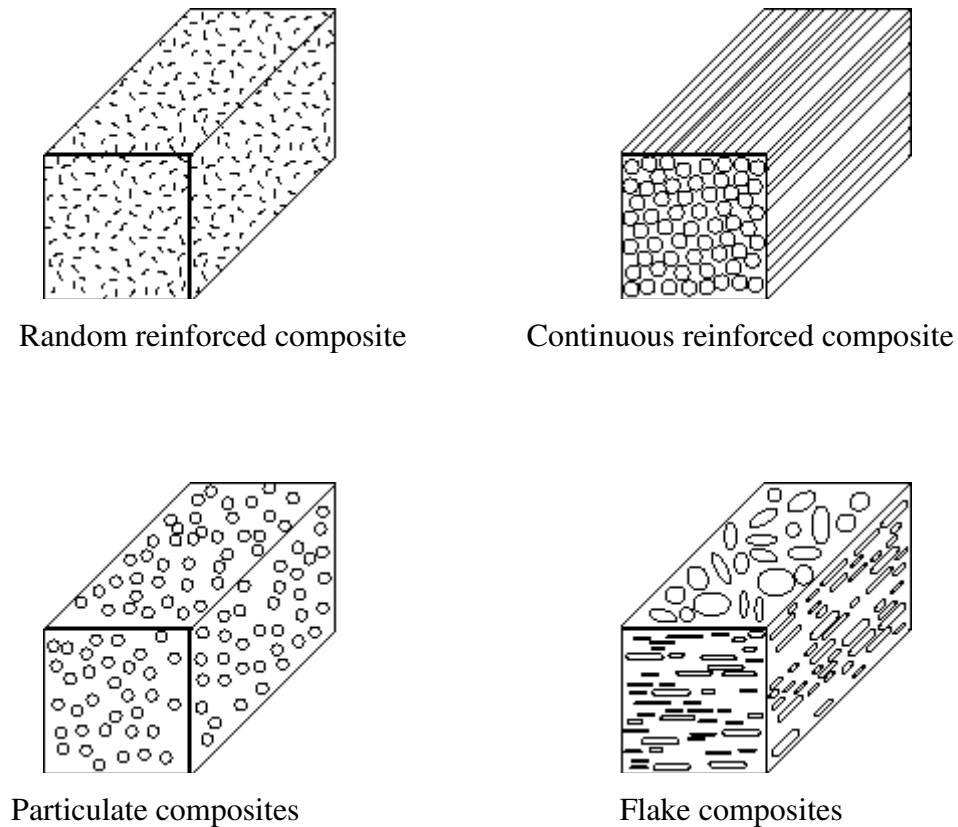 Random reinforced composite
Continuous reinforced composite
Particulate composites
Flake composites